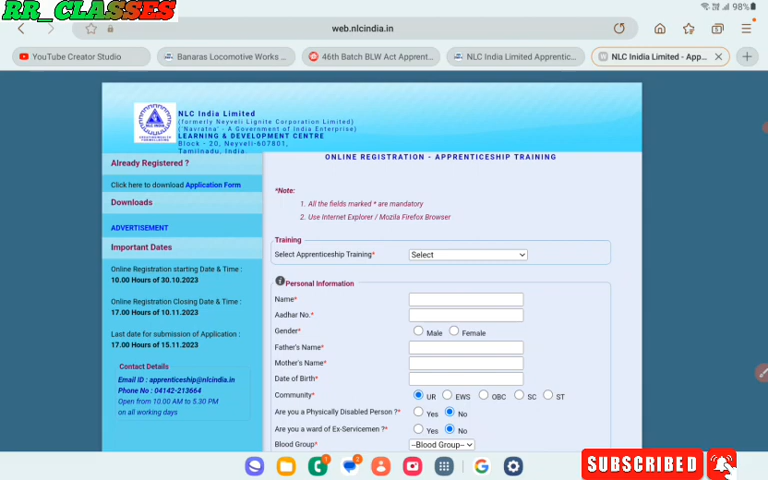 RR_CLASSES
98%
web.nlcindia.in
YouTube Creator Studio
Banaras Locomotive Works ...
46th Batch BLW Act Apprent...
NLC India Limited Apprentic...
NLC Inidia Limited - App...
NLC India Limited
(formerly Neyveli Lignite Corporation Limited)
('Navratna' - A Government of India Enterprise)
LEARNING & DEVELOPMENT CENTRE
Block - 20, Neyveli-607801,
Tamilnadu, India.
Already Registered ?
Click here to download Application Form
Downloads
ADVERTISEMENT
Important Dates
Online Registration starting Date & Time :
10.00 Hours of 30.10.2023
Online Registration Closing Date & Time :
17.00 Hours of 10.11.2023
Last date for submission of Application :
17.00 Hours of 15.11.2023
Contact Details
Email ID : apprenticeship@nlcindia.in
Phone No : 04142-213664
Open from 10.00 AM to 5.30 PM
on all working days
ONLINE REGISTRATION - APPRENTICESHIP TRAINING
*Note:
1. All the fields marked * are mandatory
2. Use Internet Explorer / Mozila Firefox Browser
Training
Select Apprenticeship Training* Select
Personal Information
Name*
Aadhar No.*
Gender* Male Female
Father's Name*
Mother's Name*
Date of Birth*
Community* UR EWS OBC SC ST
Are you a Physically Disabled Person ?* Yes No
Are you a ward of Ex-Servicemen ?* Yes No
Blood Group* --Blood Group--
SUBSCRIBED